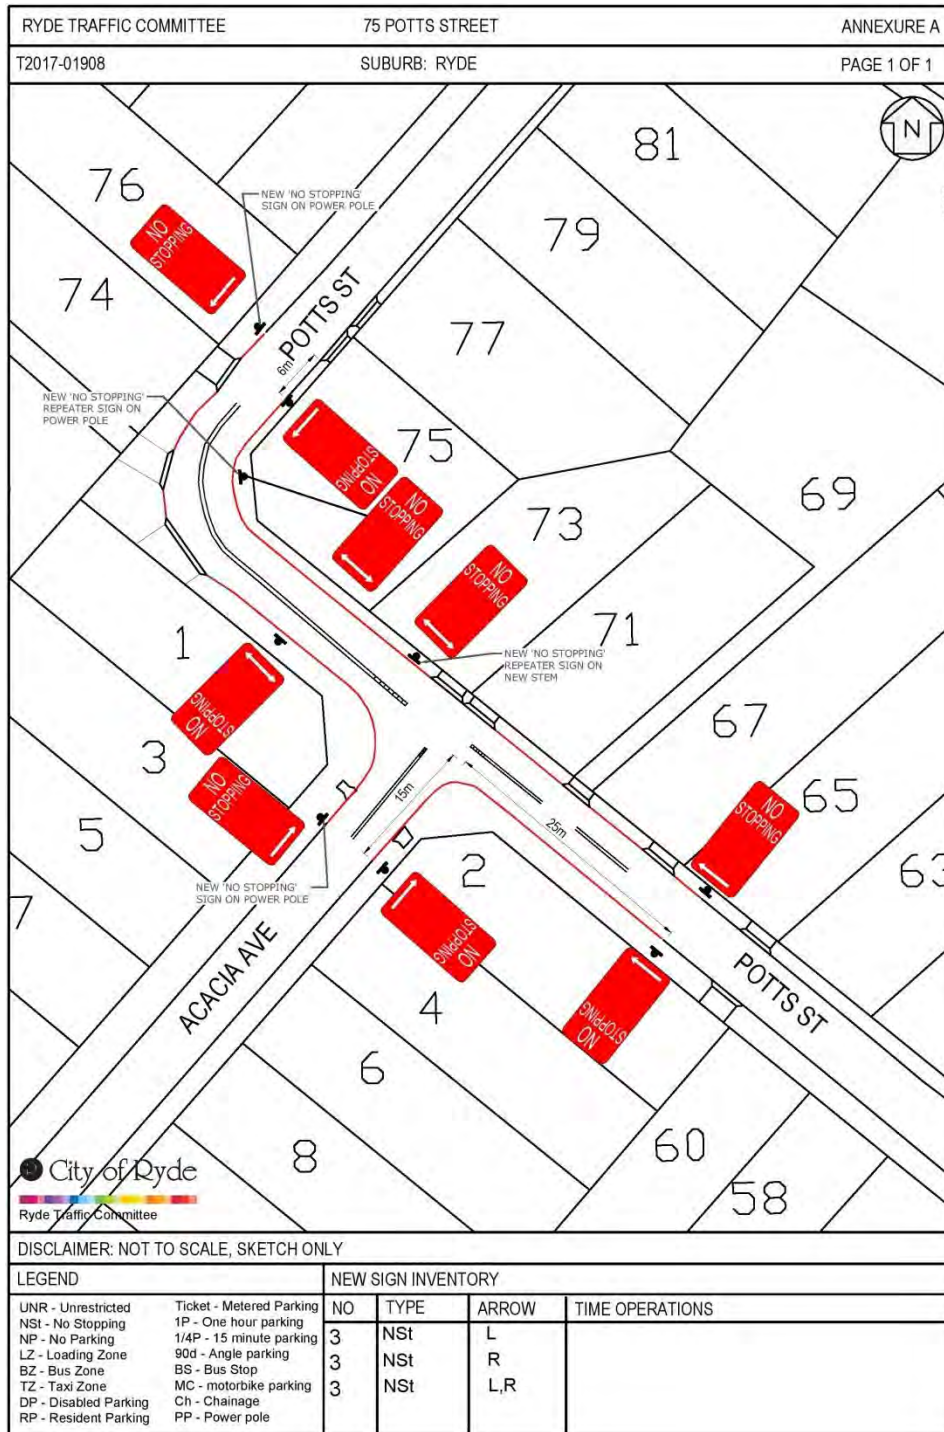 RYDE TRAFFIC COMMITTEE 75 POTTS STREET ANNEXURE A
T2017-01908 SUBURB: RYDE PAGE 1 OF 1
N
81
76
NEW 'NO STOPPING'
SIGN ON POWER POLE
NO
STOPPING
79
74
POTTS ST
77
6m
NEW 'NO STOPPING'
REPEATER SIGN ON
POWER POLE
75
NO
STOPPING
NO
STOPPING
69
73
NO
STOPPING
71
1
NEW 'NO STOPPING'
REPEATER SIGN ON
NEW STEM
NO
STOPPING
67
3
NO
STOPPING
15m
65
NO
STOPPING
5
25m
2
63
7
NEW 'NO STOPPING'
SIGN ON POWER POLE
NO
STOPPING
ACACIA AVE
POTTS ST
4
NO
STOPPING
6
8
60
58
City of Ryde
Ryde Traffic Committee
DISCLAIMER: NOT TO SCALE, SKETCH ONLY
LEGEND
UNR - Unrestricted
NSt - No Stopping
NP - No Parking
LZ - Loading Zone
BZ - Bus Zone
TZ - Taxi Zone
DP - Disabled Parking
RP - Resident Parking
Ticket - Metered Parking
1P - One hour parking
1/4P - 15 minute parking
90d - Angle parking
BS - Bus Stop
MC - motorbike parking
Ch - Chainage
PP - Power pole
NEW SIGN INVENTORY
NO TYPE ARROW TIME OPERATIONS
3 NSt L
3 NSt R
3 NSt L,R